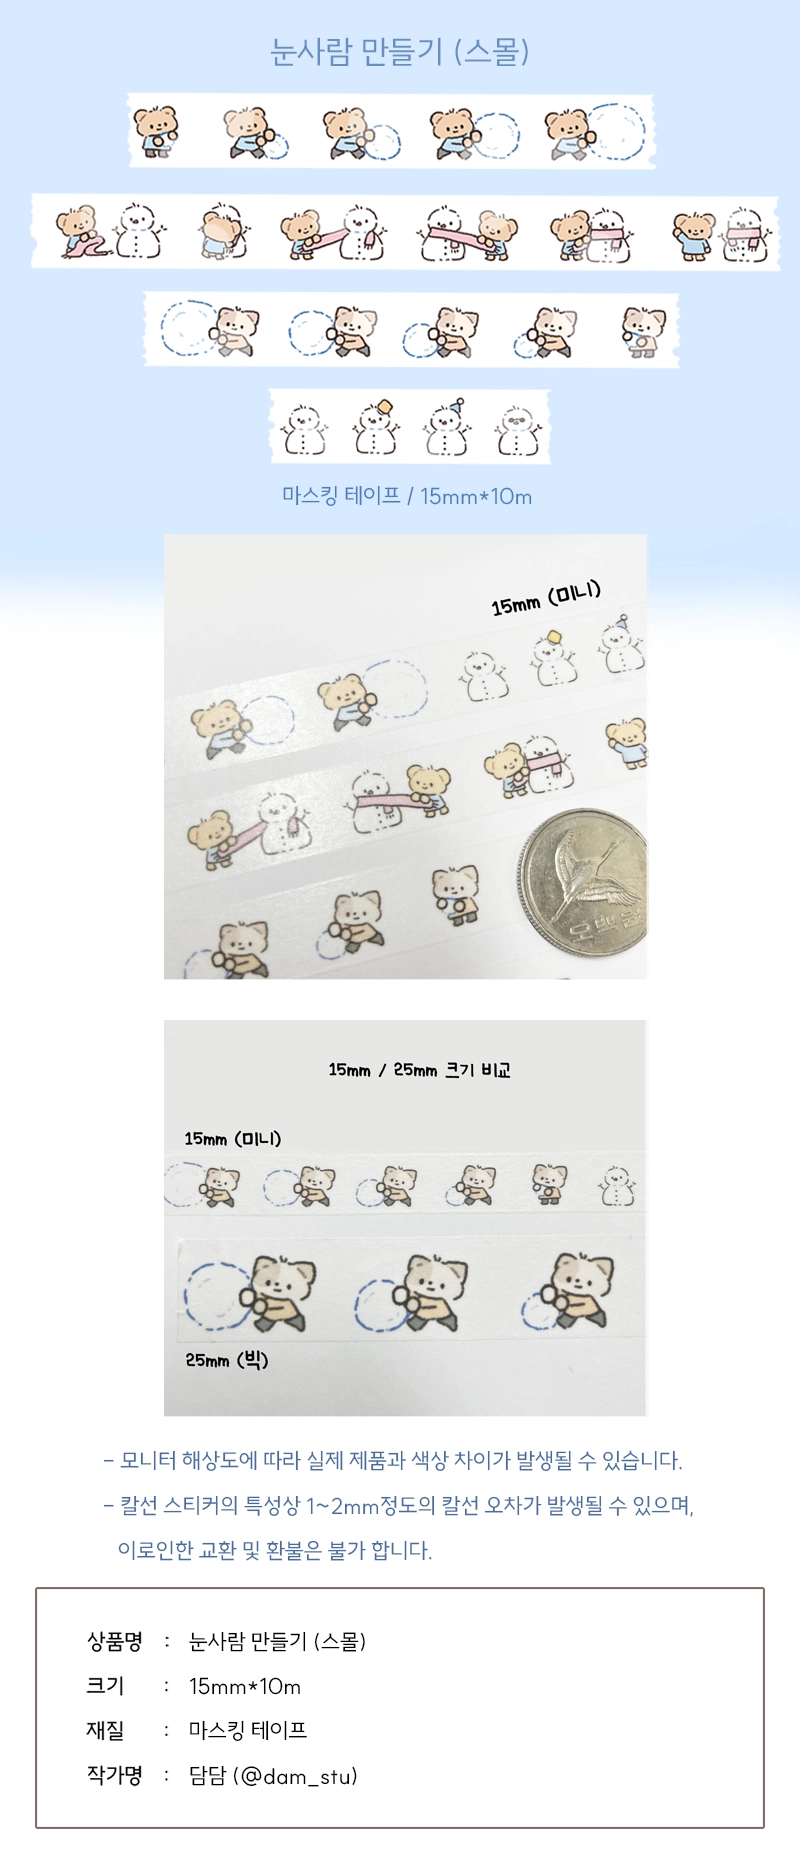 눈사람 만들기 (스몰)
마스킹 테이프 / 15mm*10m
15mm (미니)
오백원
15mm / 25mm 크기 비교
15mm (미니)
25mm (빅)
- 모니터 해상도에 따라 실제 제품과 색상 차이가 발생될 수 있습니다.
- 칼선 스티커의 특성상 1~2mm정도의 칼선 오차가 발생될 수 있으며,
이로인한 교환 및 환불은 불가 합니다.
상품명 : 눈사람 만들기 (스몰)
크기 : 15mm*10m
재질 : 마스킹 테이프
작가명 : 담담 (@dam_stu)